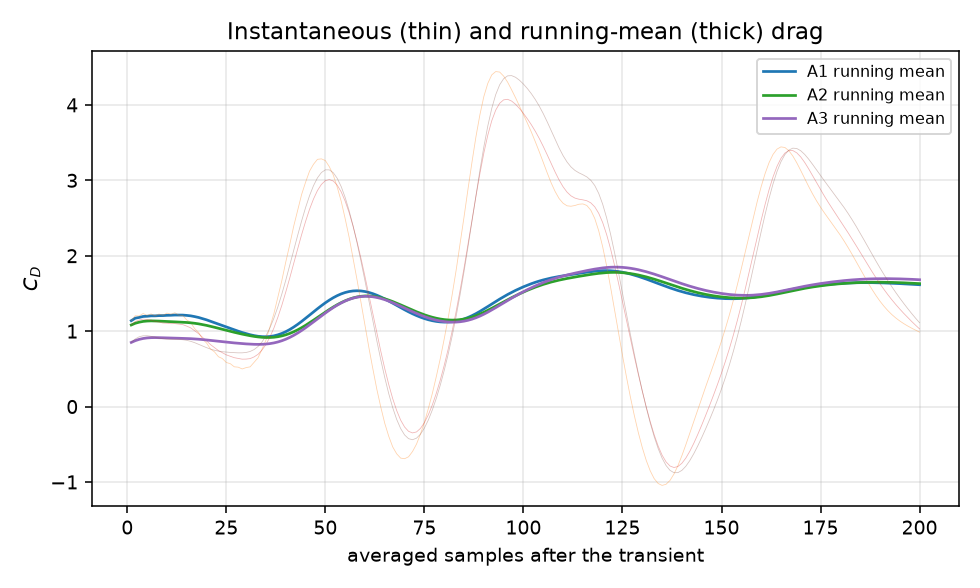 Instantaneous (thin) and running-mean (thick) drag
A1 running mean
A2 running mean
A3 running mean
C_D
4
3
2
1
0
−1
0 25 50 75 100 125 150 175 200
averaged samples after the transient